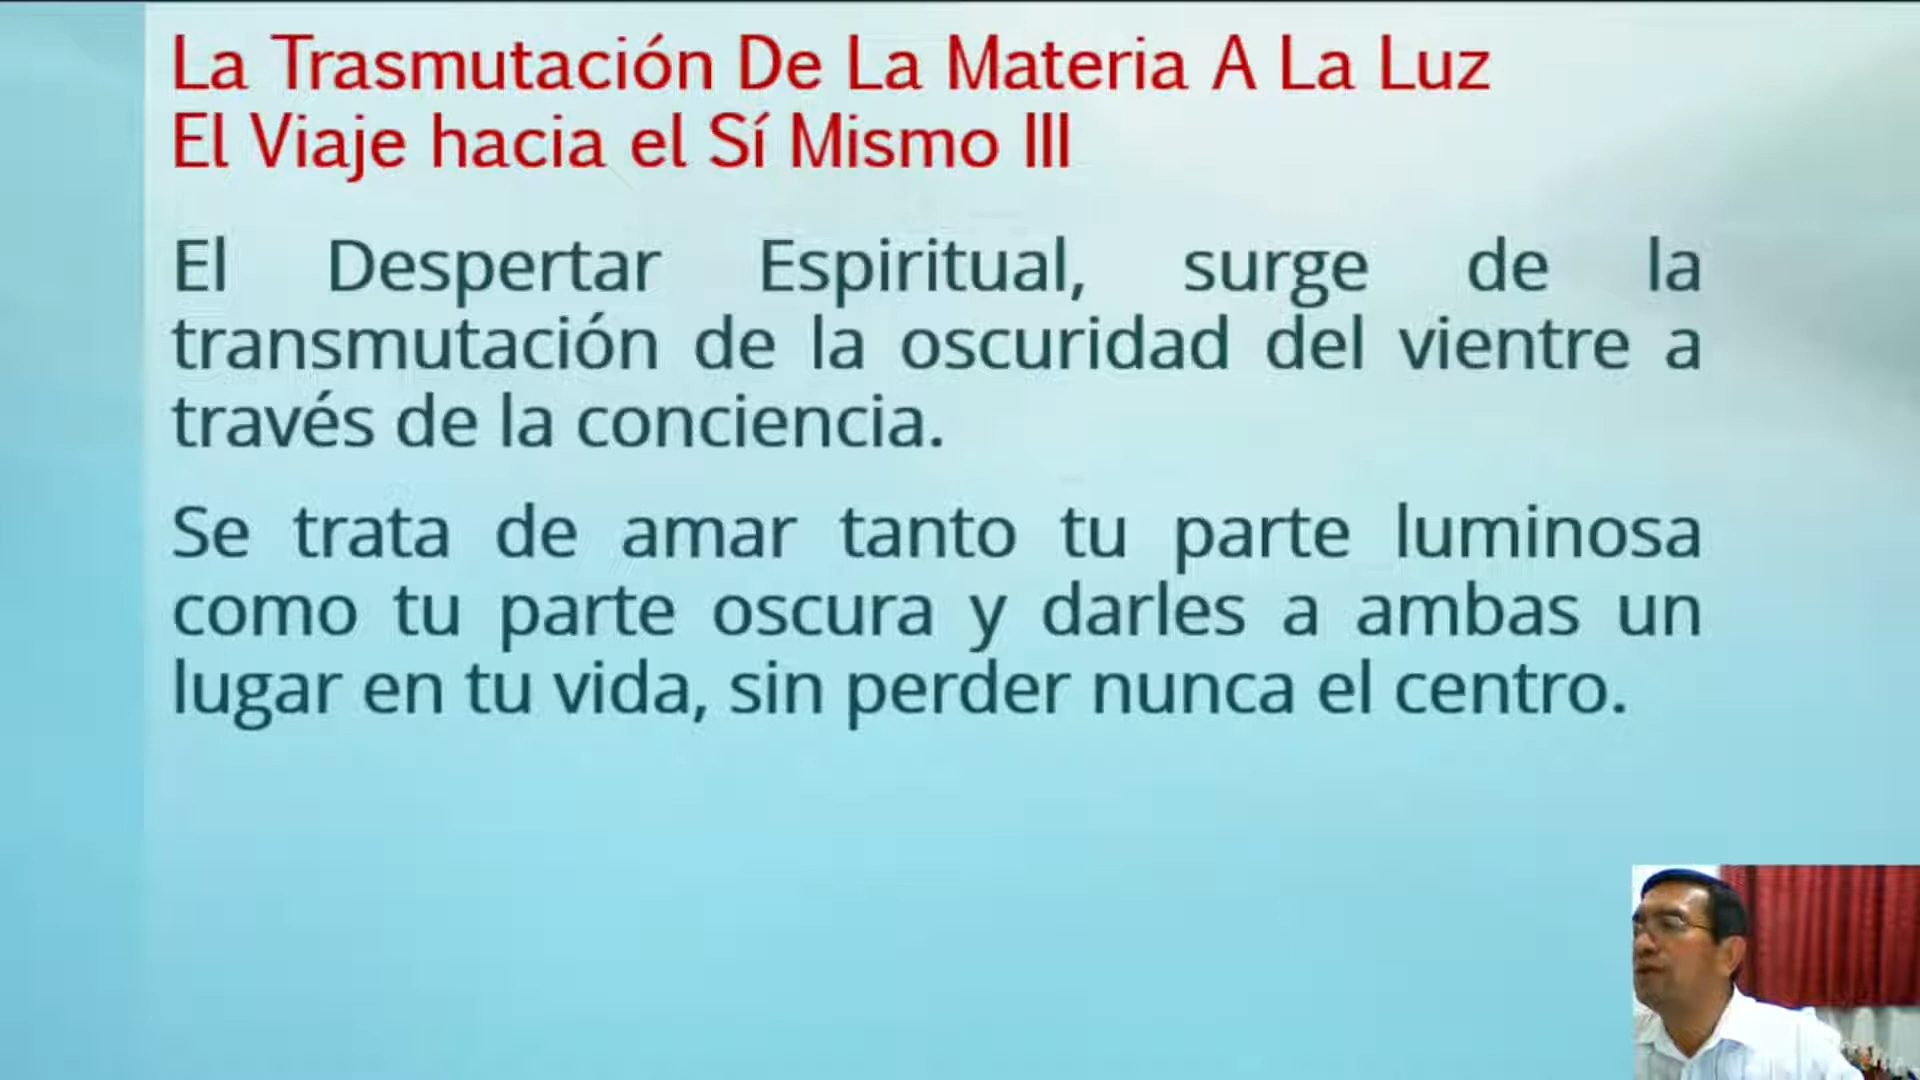 La Trasmutación De La Materia A La Luz
El Viaje hacia el Sí Mismo III
El Despertar Espiritual, surge de la
transmutación de la oscuridad del vientre a
través de la conciencia.
Se trata de amar tanto tu parte luminosa
como tu parte oscura y darles a ambas un
lugar en tu vida, sin perder nunca el centro.